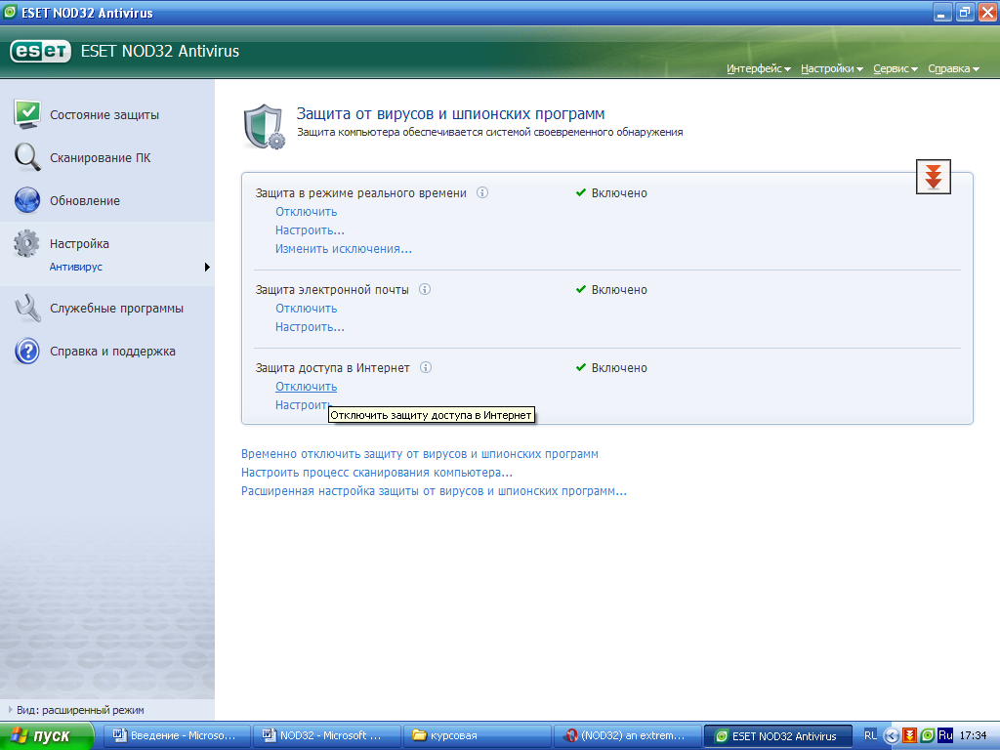 ESET NOD32 Antivirus
eset ESET NOD32 Antivirus
Интерфейс Настройки Сервис Справка
Состояние защиты
Сканирование ПК
Обновление
Настройка
Антивирус
Служебные программы
Справка и поддержка
Защита от вирусов и шпионских программ
Защита компьютера обеспечивается системой своевременного обнаружения
Защита в режиме реального времени Включено
Отключить
Настроить...
Изменить исключения...
Защита электронной почты Включено
Отключить
Настроить...
Защита доступа в Интернет Включено
Отключить
Настроить
Отключить защиту доступа в Интернет
Временно отключить защиту от вирусов и шпионских программ
Настроить процесс сканирования компьютера...
Расширенная настройка защиты от вирусов и шпионских программ...
Вид: расширенный режим
пуск Введение - Microso... NOD32 - Microsoft ... курсовая (NOD32) an extrem... ESET NOD32 Antivirus RL Ru 17:34